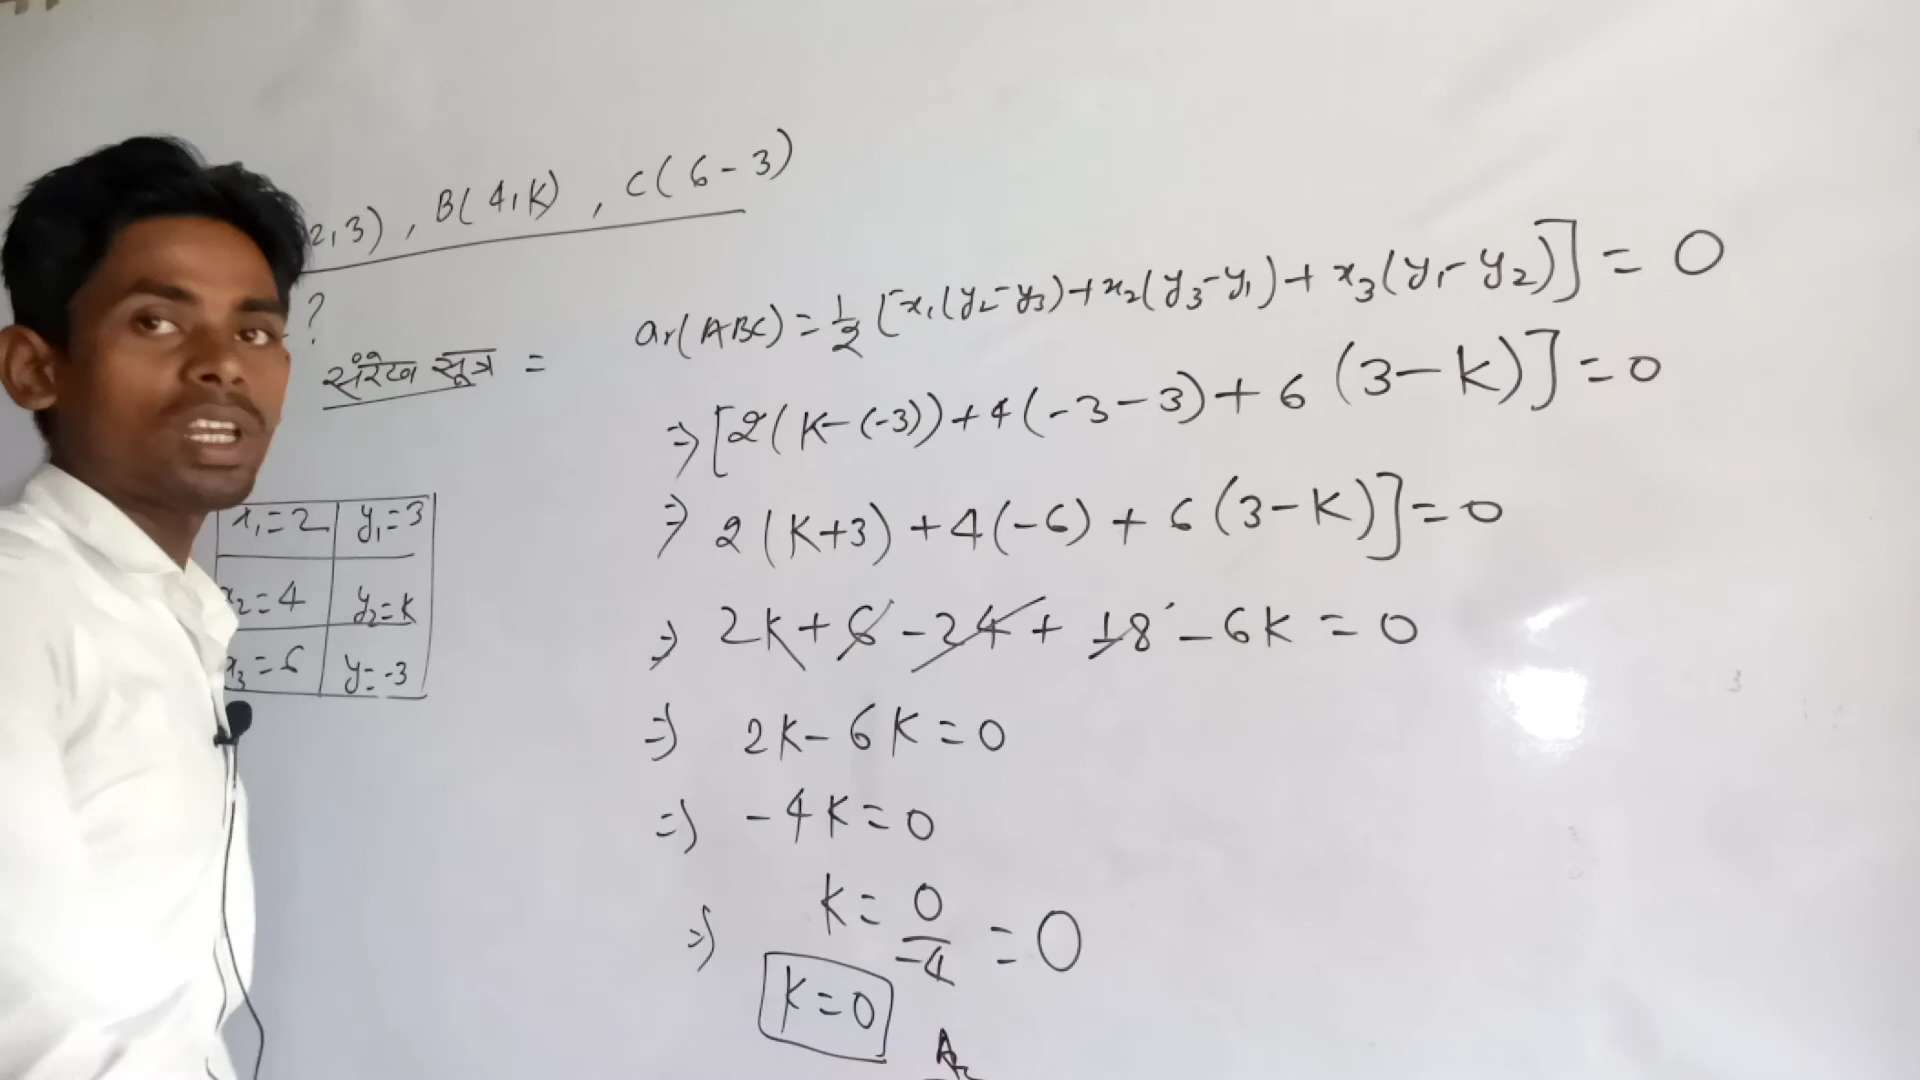 2,3), B(4,K), C(6-3)
?
संरेख सूत्र =
ar(ABC) = 1/2 [x₁(y₂-y₃)+x₂(y₃-y₁)+x₃(y₁-y₂)] = 0
⇒ [2(K-(-3))+4(-3-3)+6(3-K)]=0
⇒ 2(K+3)+4(-6)+6(3-K)]=0
⇒ 2K+6-24+18-6K=0
⇒ 2K-6K=0
⇒ -4K=0
⇒ K=0/-4=0
K=0
x₁=2 y₁=3
x₂=4 y₂=K
x₃=6 y=-3